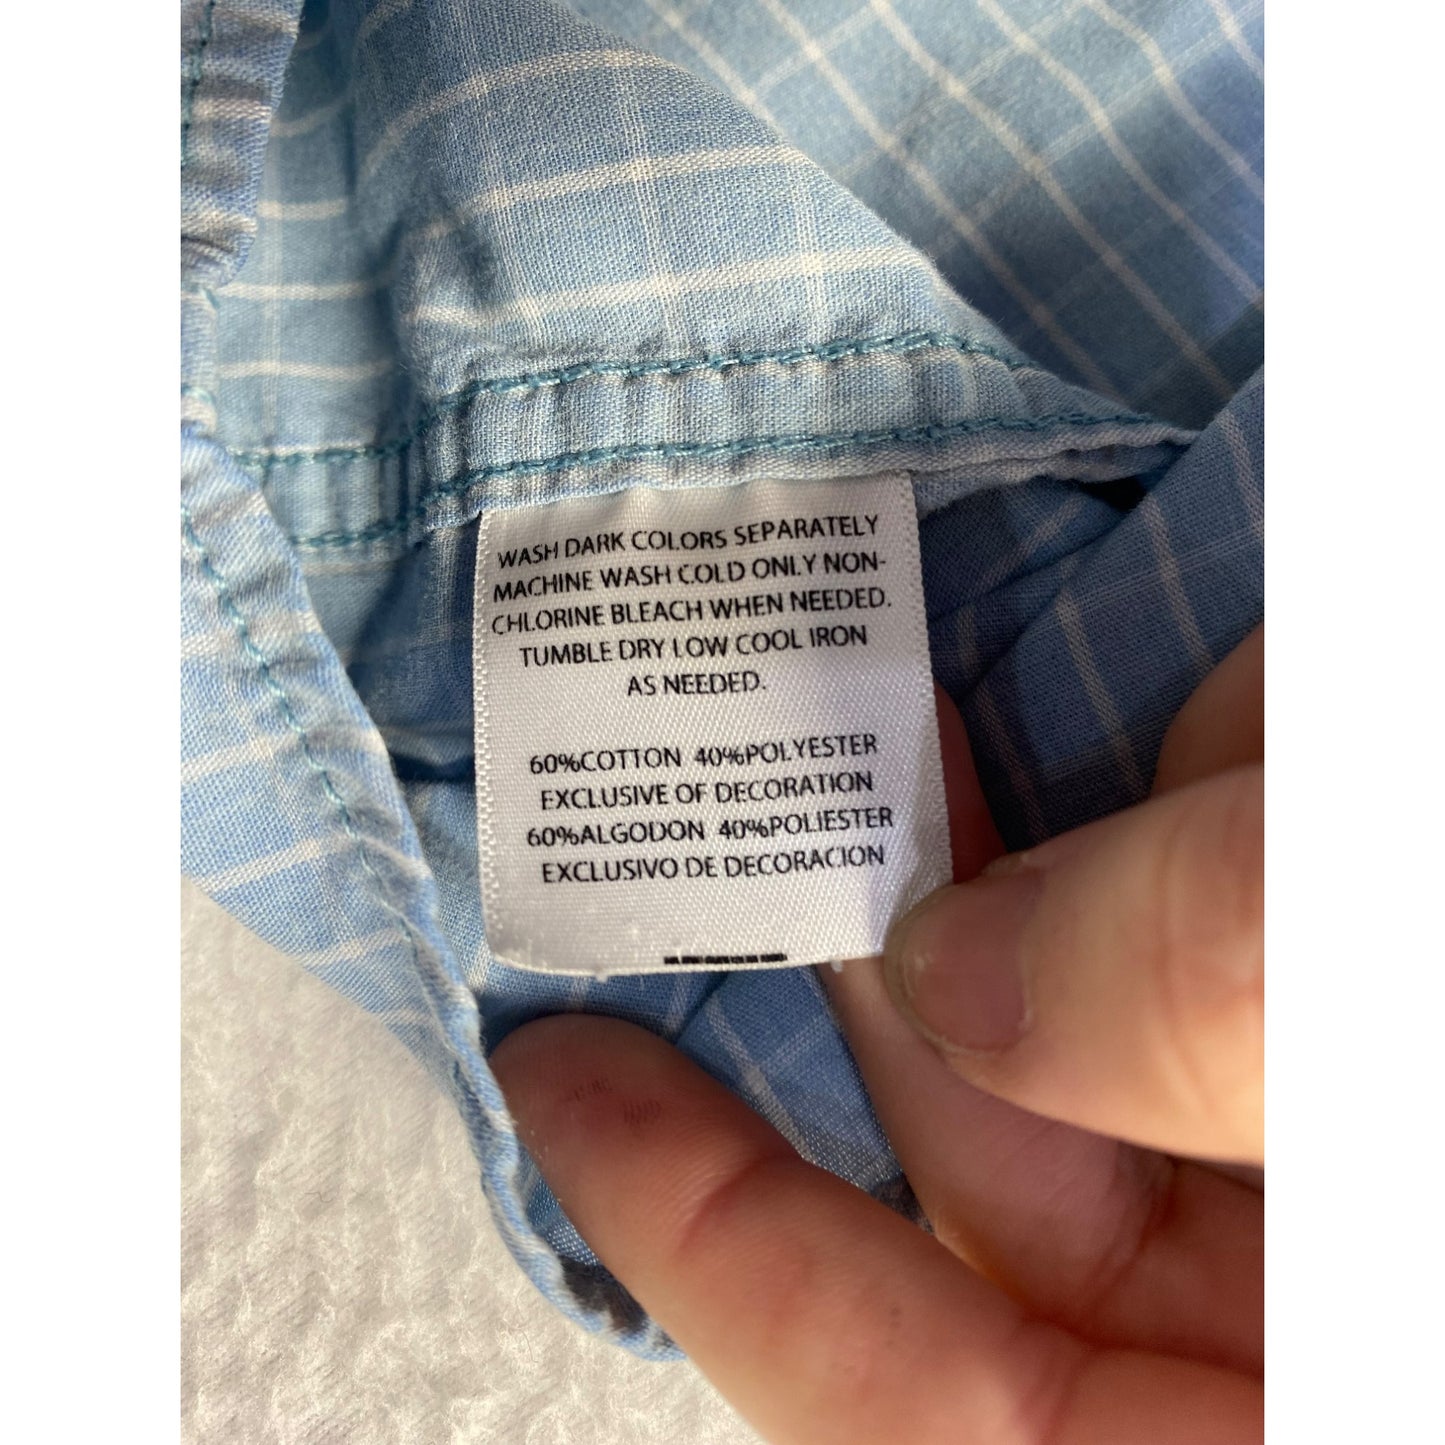 WASH DARK COLORS SEPARATELY
MACHINE WASH COLD ONLY NON-
CHLORINE BLEACH WHEN NEEDED.
TUMBLE DRY LOW COOL IRON
AS NEEDED.
60%COTTON 40%POLYESTER
EXCLUSIVE OF DECORATION
60%ALGODON 40%POLIESTER
EXCLUSIVO DE DECORACION